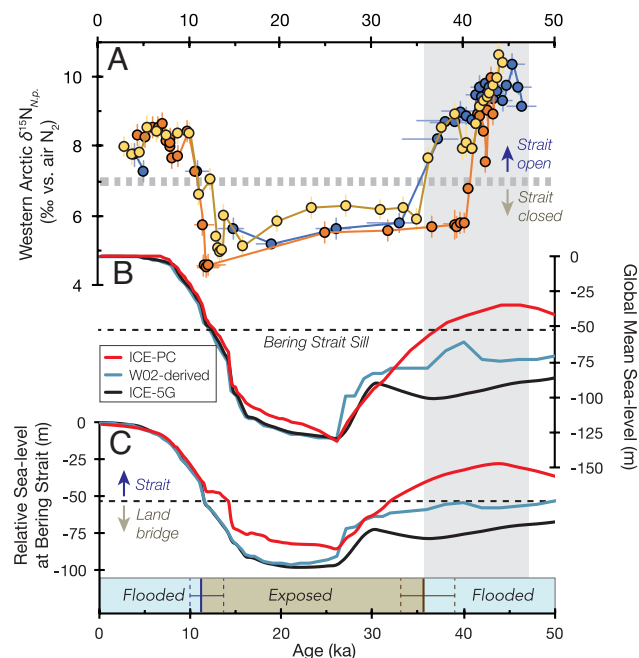 0 10 20 30 40 50
A
10
8
6
4
Western Arctic δ15N N.p.
(‰ vs. air N2)
Strait
open
Strait
closed
B
0
-25
-50
-75
-100
-125
-150
Global Mean Sea-level (m)
Bering Strait Sill
ICE-PC
W02-derived
ICE-5G
C
0
-25
-50
-75
-100
Relative Sea-level
at Bering Strait (m)
Strait
Land
bridge
Flooded Exposed Flooded
0 10 20 30 40 50
Age (ka)